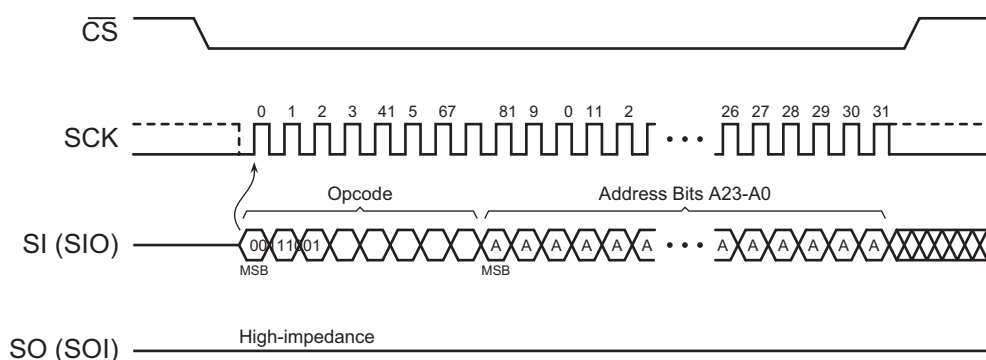 CS
0 1 2 3 41 5 67 81 9 0 11 2 26 27 28 29 30 31
SCK
Opcode Address Bits A23-A0
SI (SIO) 00111001 A A A A A A A A A A A A
MSB MSB
High-impedance
SO (SOI)